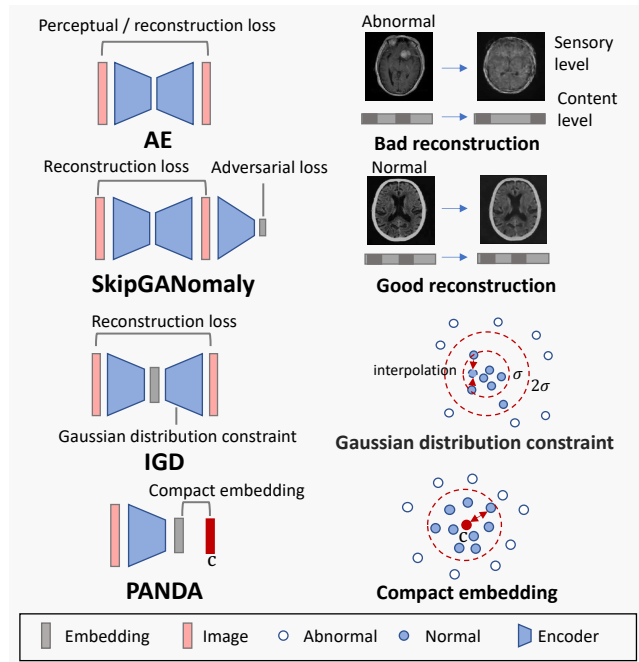 Perceptual / reconstruction loss
AE
Abnormal
Sensory
level
Content
level
Bad reconstruction
Reconstruction loss
Adversarial loss
SkipGANomaly
Normal
Good reconstruction
Reconstruction loss
Gaussian distribution constraint
IGD
interpolation
σ
2σ
Gaussian distribution constraint
Compact embedding
C
PANDA
C
Compact embedding
Embedding
Image
Abnormal
Normal
Encoder